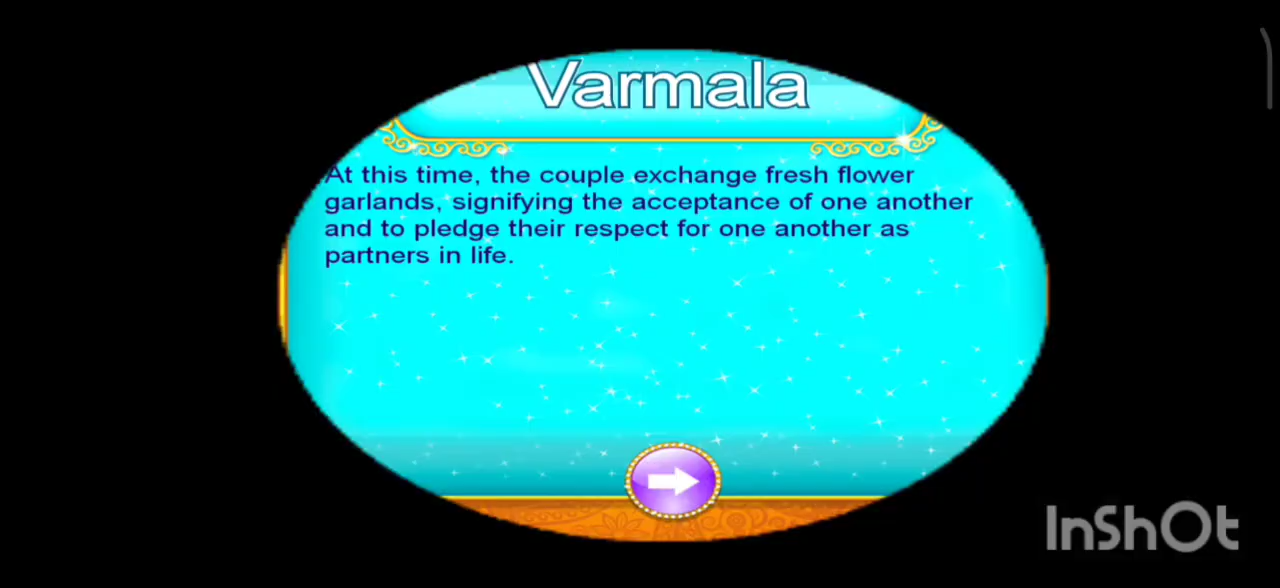 Varmala
At this time, the couple exchange fresh flower
garlands, signifying the acceptance of one another
and to pledge their respect for one another as
partners in life.
InShOt